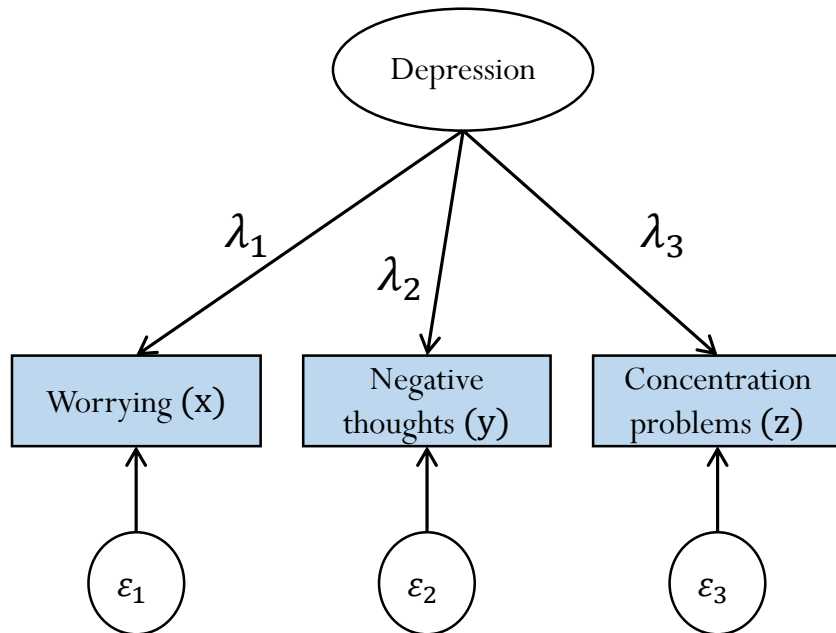 Depression
λ1
λ2
λ3
Worrying (x)
Negative
thoughts (y)
Concentration
problems (z)
ε1
ε2
ε3